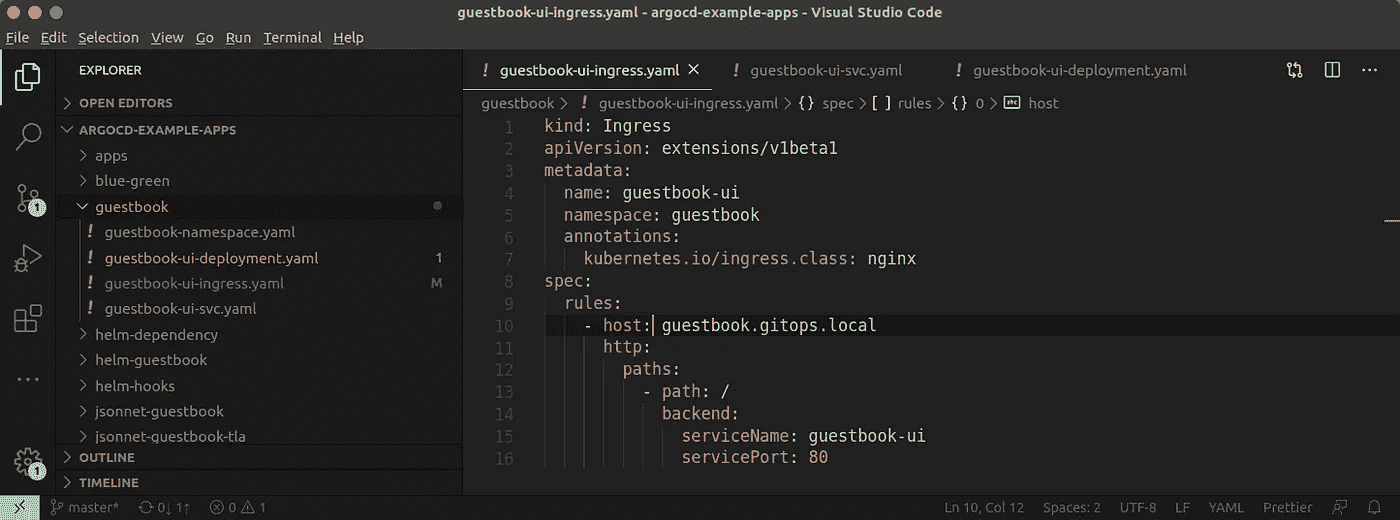 guestbook-ui-ingress.yaml - argocd-example-apps - Visual Studio Code
File Edit Selection View Go Run Terminal Help
EXPLORER
OPEN EDITORS
ARGOCD-EXAMPLE-APPS
apps
blue-green
guestbook
! guestbook-namespace.yaml
! guestbook-ui-deployment.yaml 1
! guestbook-ui-ingress.yaml M
! guestbook-ui-svc.yaml
helm-dependency
helm-guestbook
helm-hooks
jsonnet-guestbook
jsonnet-guestbook-tla
OUTLINE
TIMELINE
1
1
! guestbook-ui-ingress.yaml ! guestbook-ui-svc.yaml ! guestbook-ui-deployment.yaml
guestbook > ! guestbook-ui-ingress.yaml > {} spec > [ ] rules > {} 0 > abc host
1 kind: Ingress
2 apiVersion: extensions/v1beta1
3 metadata:
4 name: guestbook-ui
5 namespace: guestbook
6 annotations:
7 kubernetes.io/ingress.class: nginx
8 spec:
9 rules:
10 - host: guestbook.gitops.local
11 http:
12 paths:
13 - path: /
14 backend:
15 serviceName: guestbook-ui
16 servicePort: 80
master* 0↓ 1↑ 0 1 Ln 10, Col 12 Spaces: 2 UTF-8 LF YAML Prettier